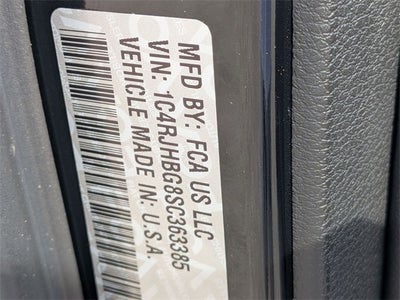 MFD BY: FCA US LLC
VIN: 1C4RJHBG8SC363385
VEHICLE MADE IN: U.S.A.